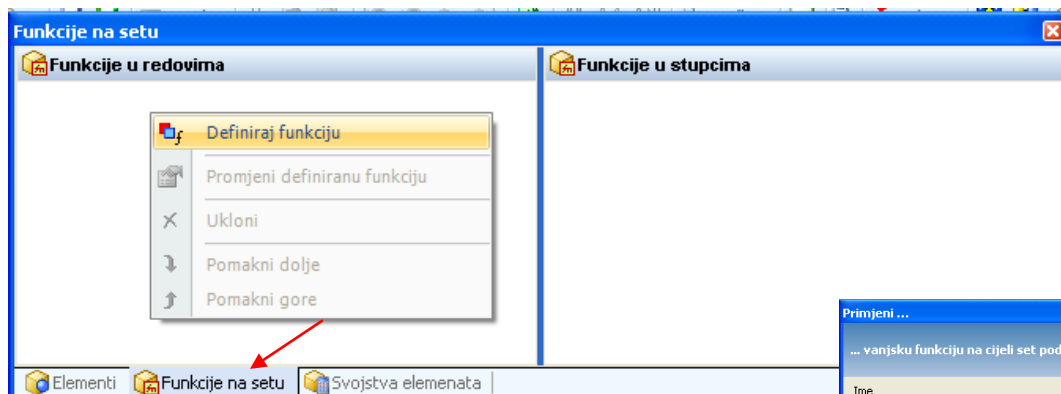 Funkcije na setu
Funkcije u redovima
Funkcije u stupcima
Definiraj funkciju
Promjeni definiranu funkciju
Ukloni
Pomakni dolje
Pomakni gore
Primjeni ...
... vanjsku funkciju na cijeli set pod
Ime
Elementi Funkcije na setu Svojstva elemenata